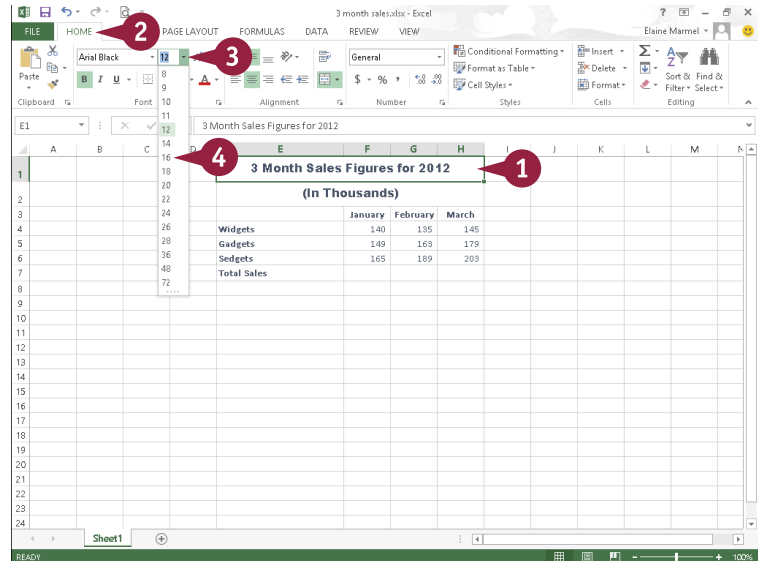 3 month sales.xlsx - Excel
FILE HOME PAGE LAYOUT FORMULAS DATA REVIEW VIEW Elaine Marmel
2
Paste
Arial Black 12
3
General
Conditional Formatting
Format as Table
Cell Styles
Insert
Delete
Format
Sort & Find &
Filter Select
B I U A $ % ,
Clipboard Font Alignment Number Styles Cells Editing
8
9
10
11
12
14
16
18
20
22
24
26
28
36
48
72
4
E1 3 Month Sales Figures for 2012
A B C D E F G H I J K L M N
1 3 Month Sales Figures for 2012
1
2 (In Thousands)
3 January February March
4 Widgets 140 135 145
5 Gadgets 149 163 179
6 Sedgets 165 189 203
7 Total Sales
8
9
10
11
12
13
14
15
16
17
18
19
20
21
22
23
24
Sheet1
READY 100%